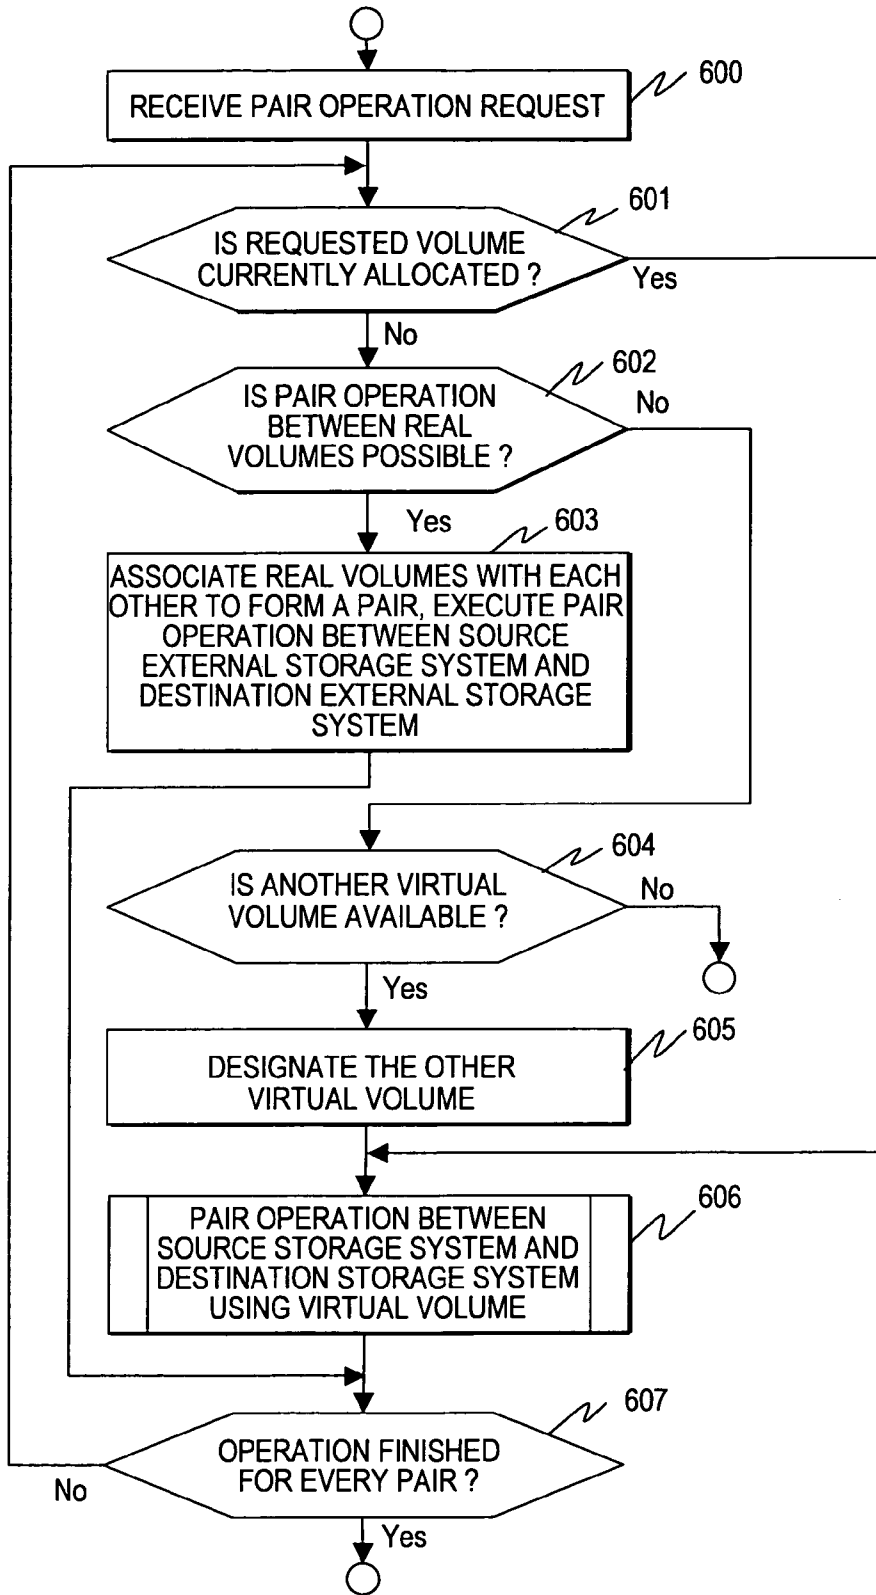 600
RECEIVE PAIR OPERATION REQUEST
601
IS REQUESTED VOLUME
CURRENTLY ALLOCATED ?
Yes
No
602
IS PAIR OPERATION
BETWEEN REAL
VOLUMES POSSIBLE ?
No
Yes
603
ASSOCIATE REAL VOLUMES WITH EACH
OTHER TO FORM A PAIR, EXECUTE PAIR
OPERATION BETWEEN SOURCE
EXTERNAL STORAGE SYSTEM AND
DESTINATION EXTERNAL STORAGE
SYSTEM
604
IS ANOTHER VIRTUAL
VOLUME AVAILABLE ?
No
Yes
605
DESIGNATE THE OTHER
VIRTUAL VOLUME
606
PAIR OPERATION BETWEEN
SOURCE STORAGE SYSTEM AND
DESTINATION STORAGE SYSTEM
USING VIRTUAL VOLUME
607
OPERATION FINISHED
FOR EVERY PAIR ?
No
Yes